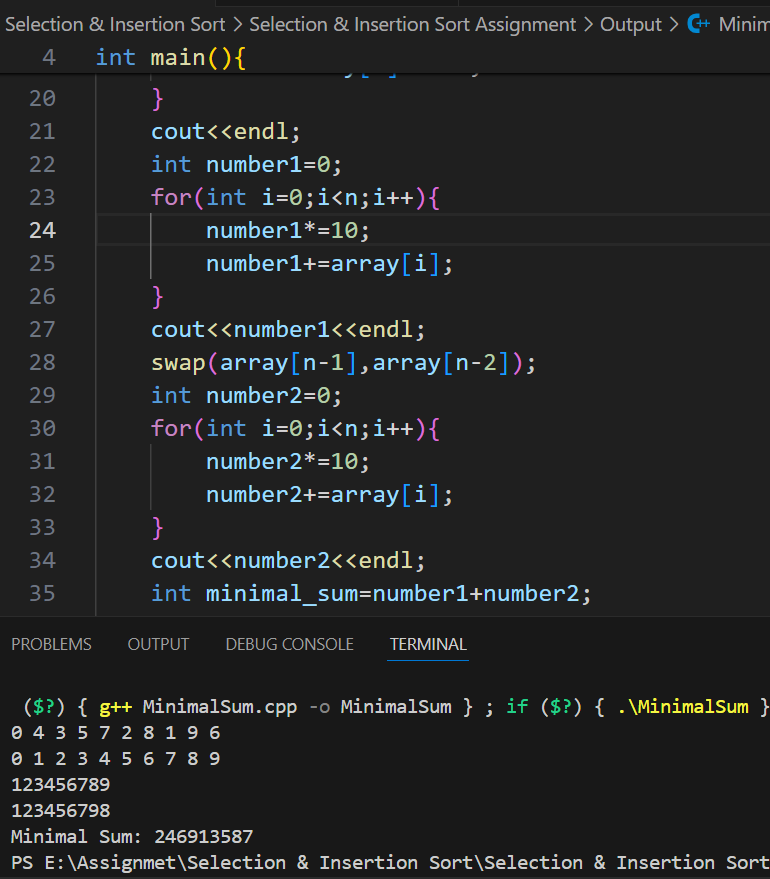 Selection & Insertion Sort > Selection & Insertion Sort Assignment > Output > Minim
4 int main(){
20 }
21 cout<<endl;
22 int number1=0;
23 for(int i=0;i<n;i++){
24 number1*=10;
25 number1+=array[i];
26 }
27 cout<<number1<<endl;
28 swap(array[n-1],array[n-2]);
29 int number2=0;
30 for(int i=0;i<n;i++){
31 number2*=10;
32 number2+=array[i];
33 }
34 cout<<number2<<endl;
35 int minimal_sum=number1+number2;
PROBLEMS OUTPUT DEBUG CONSOLE TERMINAL
($?) { g++ MinimalSum.cpp -o MinimalSum } ; if ($?) { .\MinimalSum }
0 4 3 5 7 2 8 1 9 6
0 1 2 3 4 5 6 7 8 9
123456789
123456798
Minimal Sum: 246913587
PS E:\Assignmet\Selection & Insertion Sort\Selection & Insertion Sort